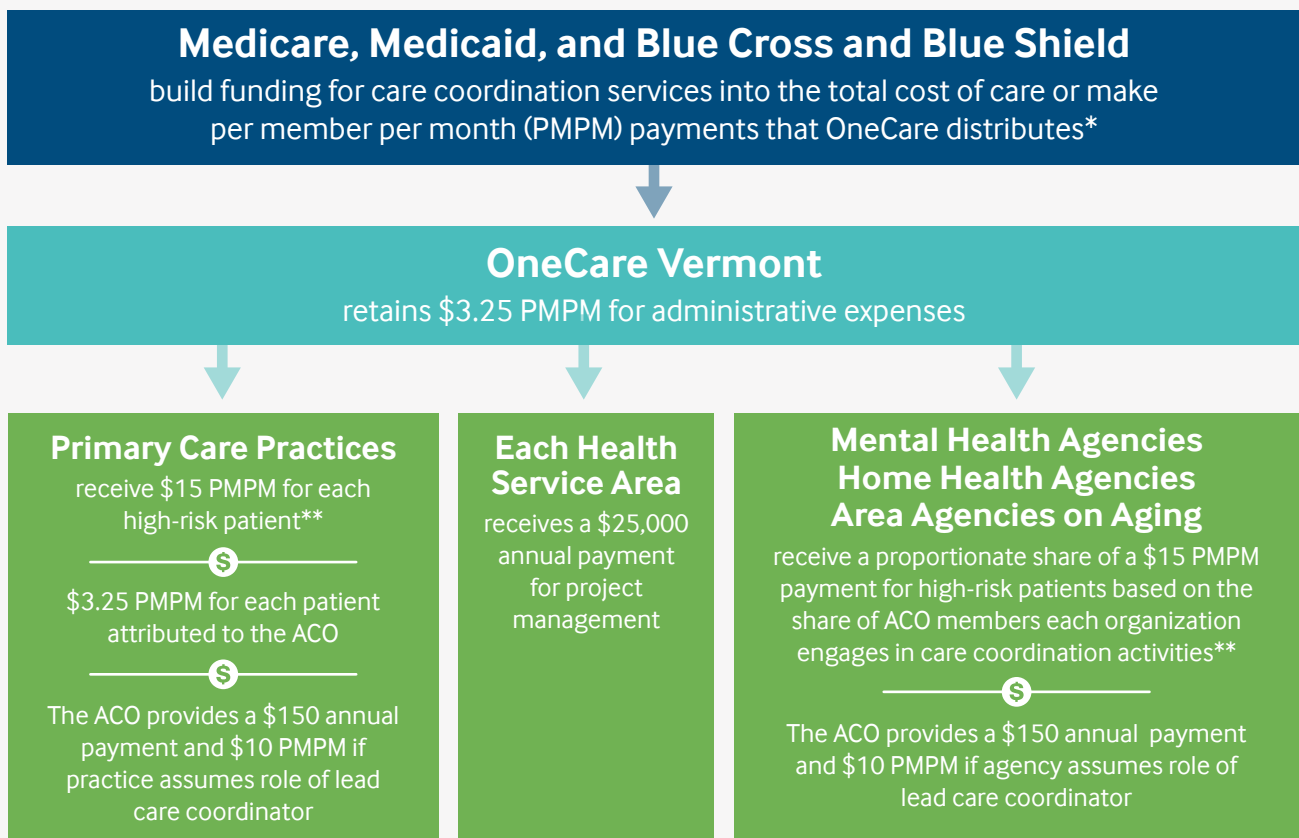 Medicare, Medicaid, and Blue Cross and Blue Shield
build funding for care coordination services into the total cost of care or make
per member per month (PMPM) payments that OneCare distributes*
OneCare Vermont
retains $3.25 PMPM for administrative expenses
Primary Care Practices
receive $15 PMPM for each
high-risk patient**
$
$3.25 PMPM for each patient
attributed to the ACO
$
The ACO provides a $150 annual
payment and $10 PMPM if
practice assumes role of lead
care coordinator
Each Health
Service Area
receives a $25,000
annual payment
for project
management
Mental Health Agencies
Home Health Agencies
Area Agencies on Aging
receive a proportionate share of a $15 PMPM
payment for high-risk patients based on the
share of ACO members each organization
engages in care coordination activities**
$
The ACO provides a $150 annual payment
and $10 PMPM if agency assumes role of
lead care coordinator